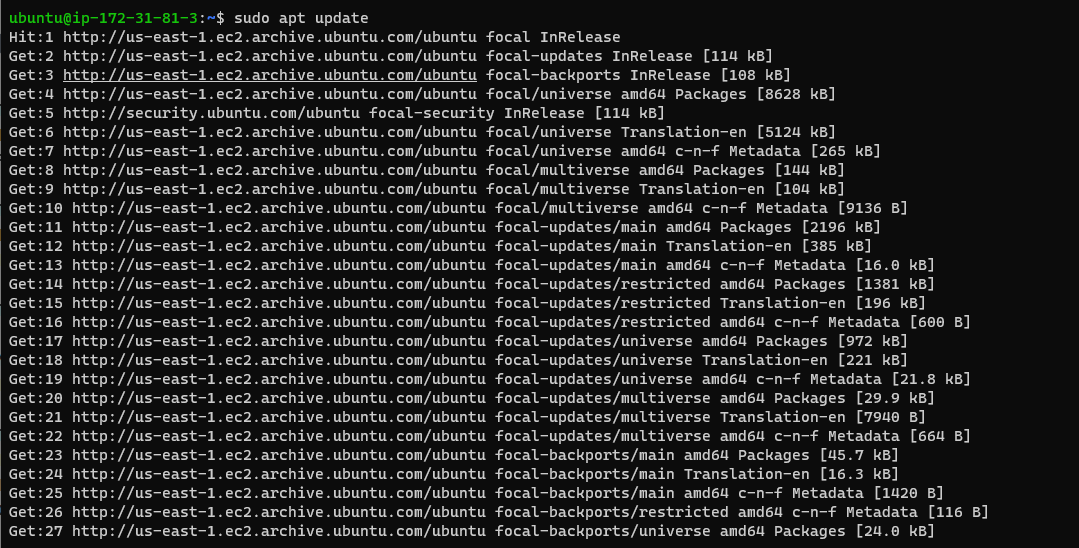 ubuntu@ip-172-31-81-3:~$ sudo apt update
Hit:1 http://us-east-1.ec2.archive.ubuntu.com/ubuntu focal InRelease
Get:2 http://us-east-1.ec2.archive.ubuntu.com/ubuntu focal-updates InRelease [114 kB]
Get:3 http://us-east-1.ec2.archive.ubuntu.com/ubuntu focal-backports InRelease [108 kB]
Get:4 http://us-east-1.ec2.archive.ubuntu.com/ubuntu focal/universe amd64 Packages [8628 kB]
Get:5 http://security.ubuntu.com/ubuntu focal-security InRelease [114 kB]
Get:6 http://us-east-1.ec2.archive.ubuntu.com/ubuntu focal/universe Translation-en [5124 kB]
Get:7 http://us-east-1.ec2.archive.ubuntu.com/ubuntu focal/universe amd64 c-n-f Metadata [265 kB]
Get:8 http://us-east-1.ec2.archive.ubuntu.com/ubuntu focal/multiverse amd64 Packages [144 kB]
Get:9 http://us-east-1.ec2.archive.ubuntu.com/ubuntu focal/multiverse Translation-en [104 kB]
Get:10 http://us-east-1.ec2.archive.ubuntu.com/ubuntu focal/multiverse amd64 c-n-f Metadata [9136 B]
Get:11 http://us-east-1.ec2.archive.ubuntu.com/ubuntu focal-updates/main amd64 Packages [2196 kB]
Get:12 http://us-east-1.ec2.archive.ubuntu.com/ubuntu focal-updates/main Translation-en [385 kB]
Get:13 http://us-east-1.ec2.archive.ubuntu.com/ubuntu focal-updates/main amd64 c-n-f Metadata [16.0 kB]
Get:14 http://us-east-1.ec2.archive.ubuntu.com/ubuntu focal-updates/restricted amd64 Packages [1381 kB]
Get:15 http://us-east-1.ec2.archive.ubuntu.com/ubuntu focal-updates/restricted Translation-en [196 kB]
Get:16 http://us-east-1.ec2.archive.ubuntu.com/ubuntu focal-updates/restricted amd64 c-n-f Metadata [600 B]
Get:17 http://us-east-1.ec2.archive.ubuntu.com/ubuntu focal-updates/universe amd64 Packages [972 kB]
Get:18 http://us-east-1.ec2.archive.ubuntu.com/ubuntu focal-updates/universe Translation-en [221 kB]
Get:19 http://us-east-1.ec2.archive.ubuntu.com/ubuntu focal-updates/universe amd64 c-n-f Metadata [21.8 kB]
Get:20 http://us-east-1.ec2.archive.ubuntu.com/ubuntu focal-updates/multiverse amd64 Packages [29.9 kB]
Get:21 http://us-east-1.ec2.archive.ubuntu.com/ubuntu focal-updates/multiverse Translation-en [7940 B]
Get:22 http://us-east-1.ec2.archive.ubuntu.com/ubuntu focal-updates/multiverse amd64 c-n-f Metadata [664 B]
Get:23 http://us-east-1.ec2.archive.ubuntu.com/ubuntu focal-backports/main amd64 Packages [45.7 kB]
Get:24 http://us-east-1.ec2.archive.ubuntu.com/ubuntu focal-backports/main Translation-en [16.3 kB]
Get:25 http://us-east-1.ec2.archive.ubuntu.com/ubuntu focal-backports/main amd64 c-n-f Metadata [1420 B]
Get:26 http://us-east-1.ec2.archive.ubuntu.com/ubuntu focal-backports/restricted amd64 c-n-f Metadata [116 B]
Get:27 http://us-east-1.ec2.archive.ubuntu.com/ubuntu focal-backports/universe amd64 Packages [24.0 kB]